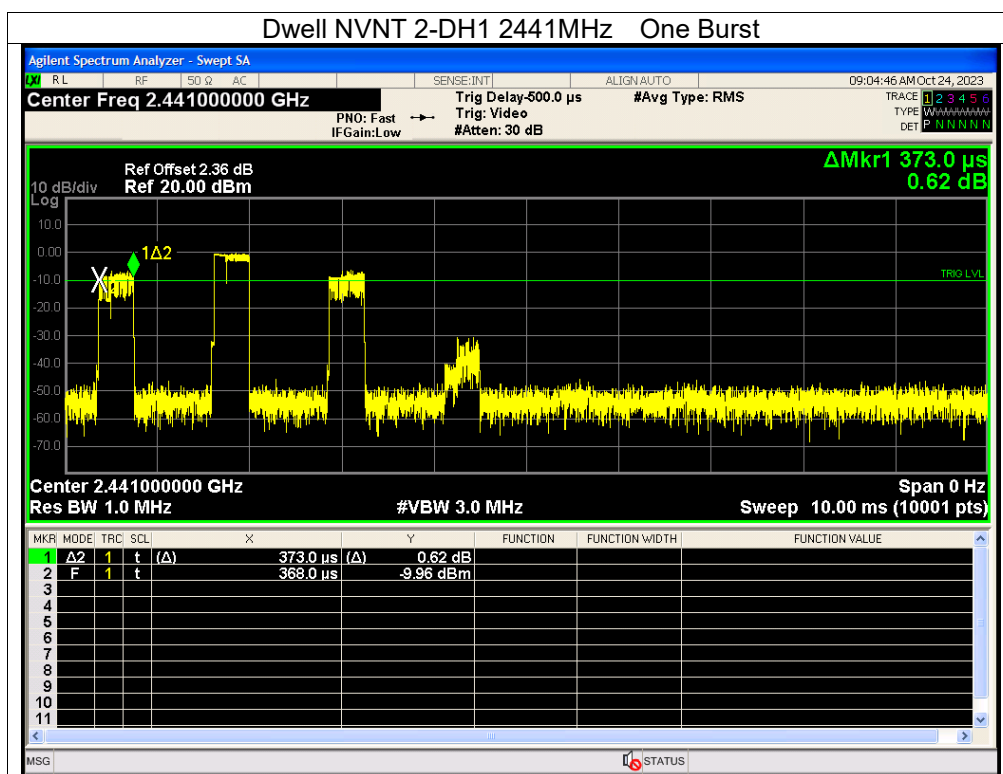 Dwell NVNT 2-DH1 2441MHz One Burst
Agilent Spectrum Analyzer - Swept SA
LXI RL RF 50 Ω AC SENSE:INT ALIGN AUTO 09:04:46 AM Oct 24, 2023
Center Freq 2.441000000 GHz Trig Delay-500.0 µs #Avg Type: RMS TRACE 1 2 3 4 5 6
PNO: Fast Trig: Video TYPE WWWWWW
IFGain:Low #Atten: 30 dB DET P N N N N N
ΔMkr1 373.0 µs
Ref Offset 2.36 dB
10 dB/div Ref 20.00 dBm 0.62 dB
Log
10.0
0.00 1Δ2
-10.0 TRIG LVL
-20.0
-30.0
-40.0
-50.0
-60.0
-70.0
Center 2.441000000 GHz Span 0 Hz
Res BW 1.0 MHz #VBW 3.0 MHz Sweep 10.00 ms (10001 pts)
MKR MODE TRC SCL X Y FUNCTION FUNCTION WIDTH FUNCTION VALUE
1 Δ2 1 t (Δ) 373.0 µs (Δ) 0.62 dB
2 F 1 t 368.0 µs -9.96 dBm
3
4
5
6
7
8
9
10
11
MSG STATUS